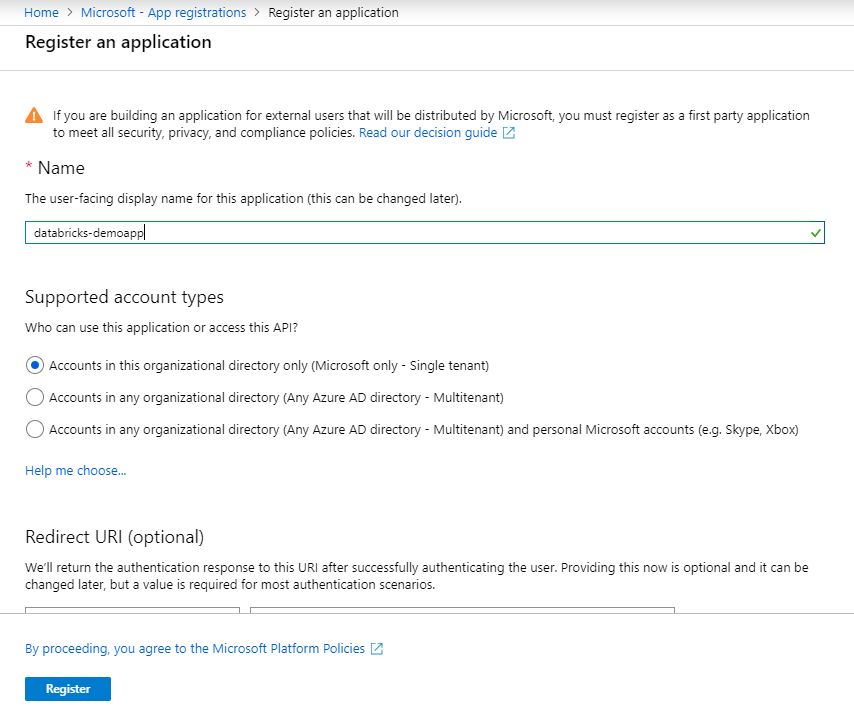 Home > Microsoft - App registrations > Register an application
Register an application
If you are building an application for external users that will be distributed by Microsoft, you must register as a first party application
to meet all security, privacy, and compliance policies. Read our decision guide
* Name
The user-facing display name for this application (this can be changed later).
databricks-demoapp
Supported account types
Who can use this application or access this API?
Accounts in this organizational directory only (Microsoft only - Single tenant)
Accounts in any organizational directory (Any Azure AD directory - Multitenant)
Accounts in any organizational directory (Any Azure AD directory - Multitenant) and personal Microsoft accounts (e.g. Skype, Xbox)
Help me choose...
Redirect URI (optional)
We'll return the authentication response to this URI after successfully authenticating the user. Providing this now is optional and it can be
changed later, but a value is required for most authentication scenarios.
By proceeding, you agree to the Microsoft Platform Policies
Register